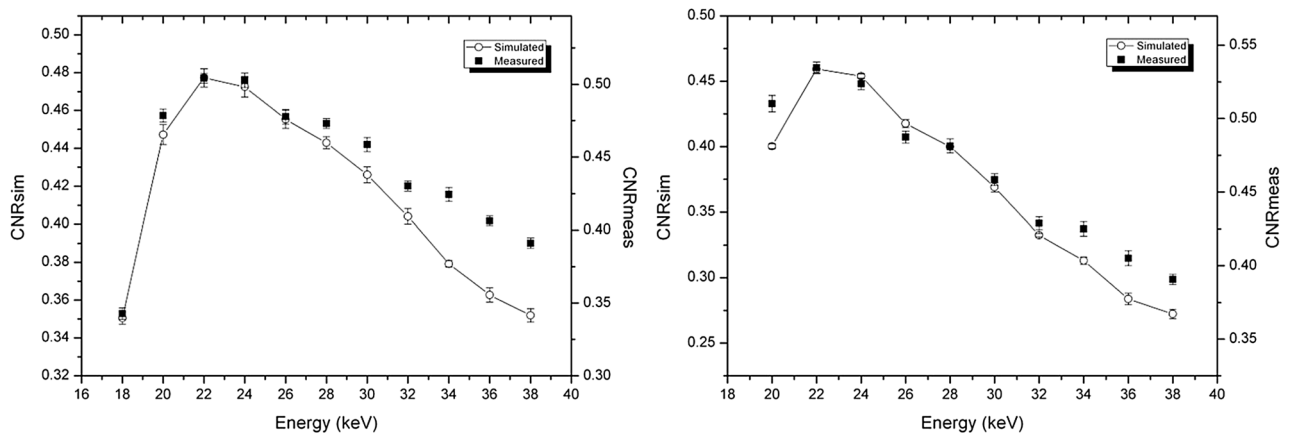 0.50
0.48
0.46
0.44
0.42
0.40
0.38
0.36
0.34
0.32
CNRsim
16 18 20 22 24 26 28 30 32 34 36 38 40
Energy (keV)
0.50
0.45
0.40
0.35
0.30
CNRmeas
Simulated
Measured
0.50
0.45
0.40
0.35
0.30
0.25
CNRsim
18 20 22 24 26 28 30 32 34 36 38 40
Energy (keV)
0.55
0.50
0.45
0.40
0.35
CNRmeas
Simulated
Measured